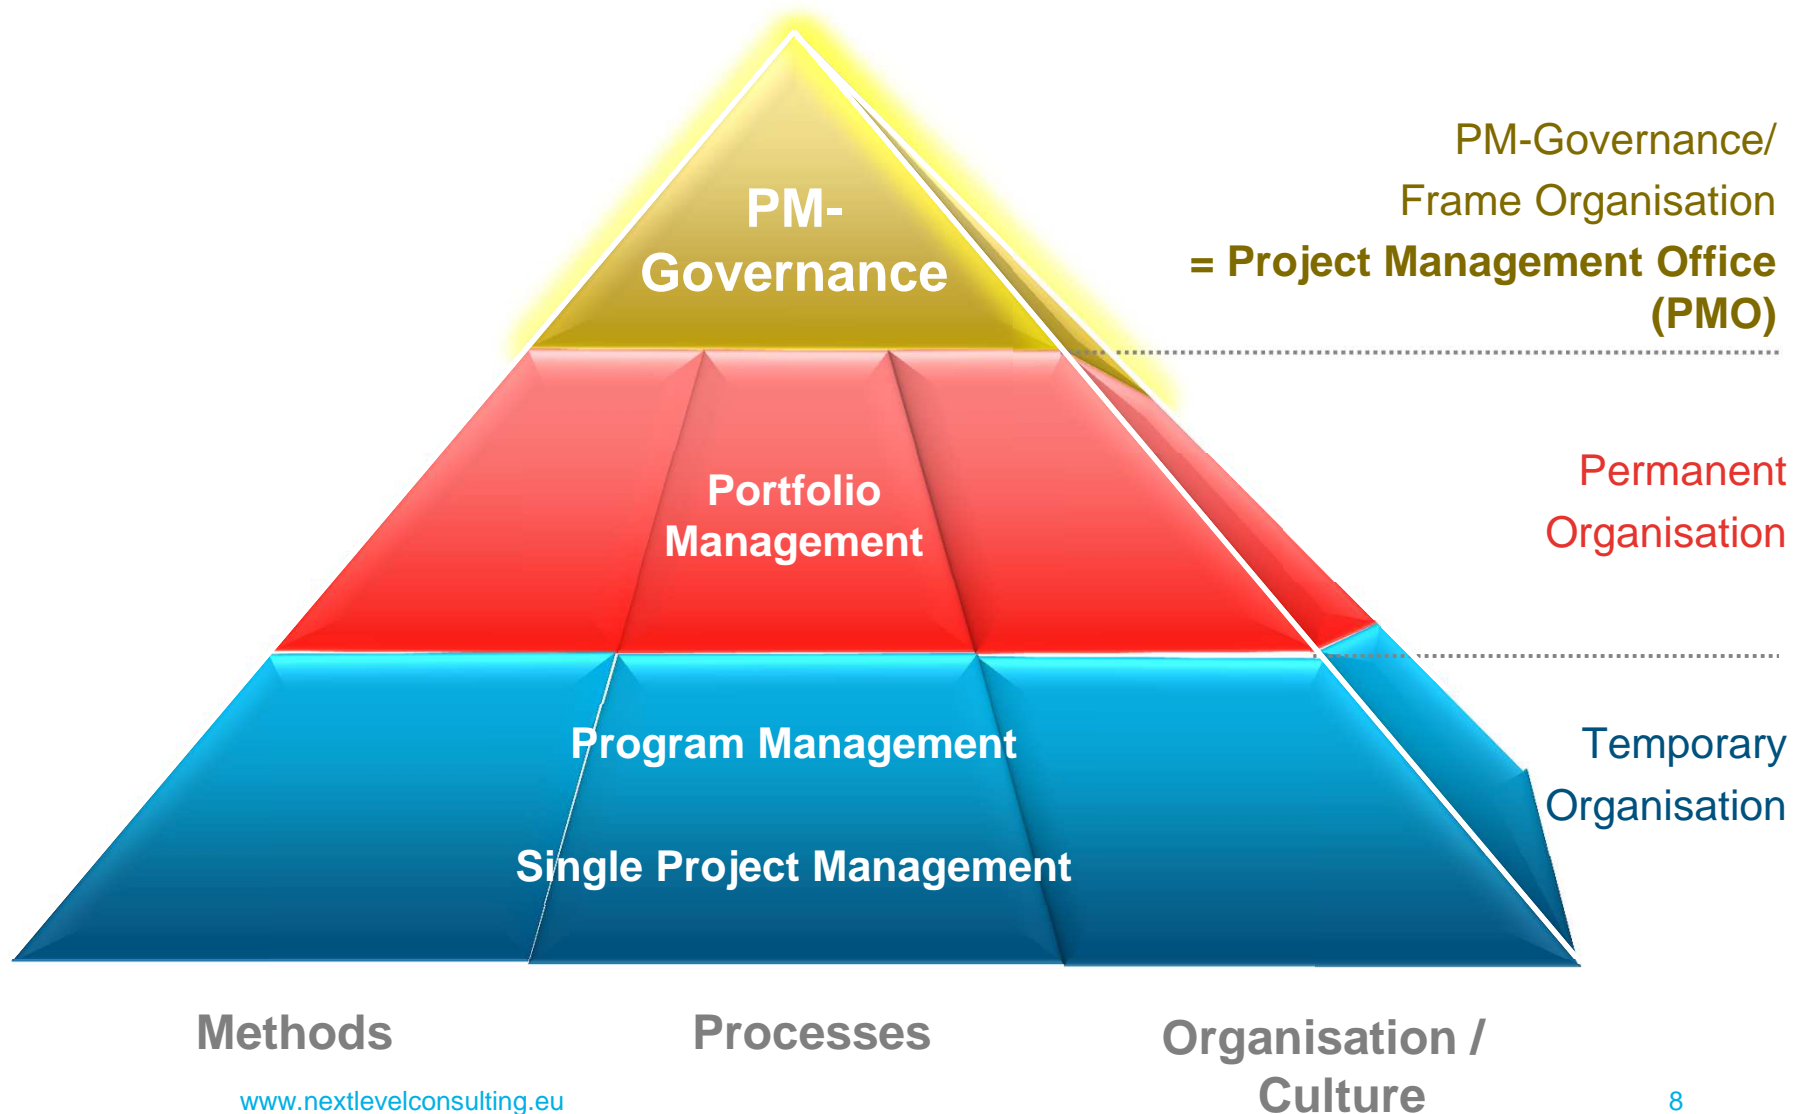 PM-
Governance
PM-Governance/
Frame Organisation
= Project Management Office
(PMO)
Portfolio
Management
Permanent
Organisation
Program Management
Single Project Management
Temporary
Organisation
Methods
Processes
Organisation /
Culture
www.nextlevelconsulting.eu
8